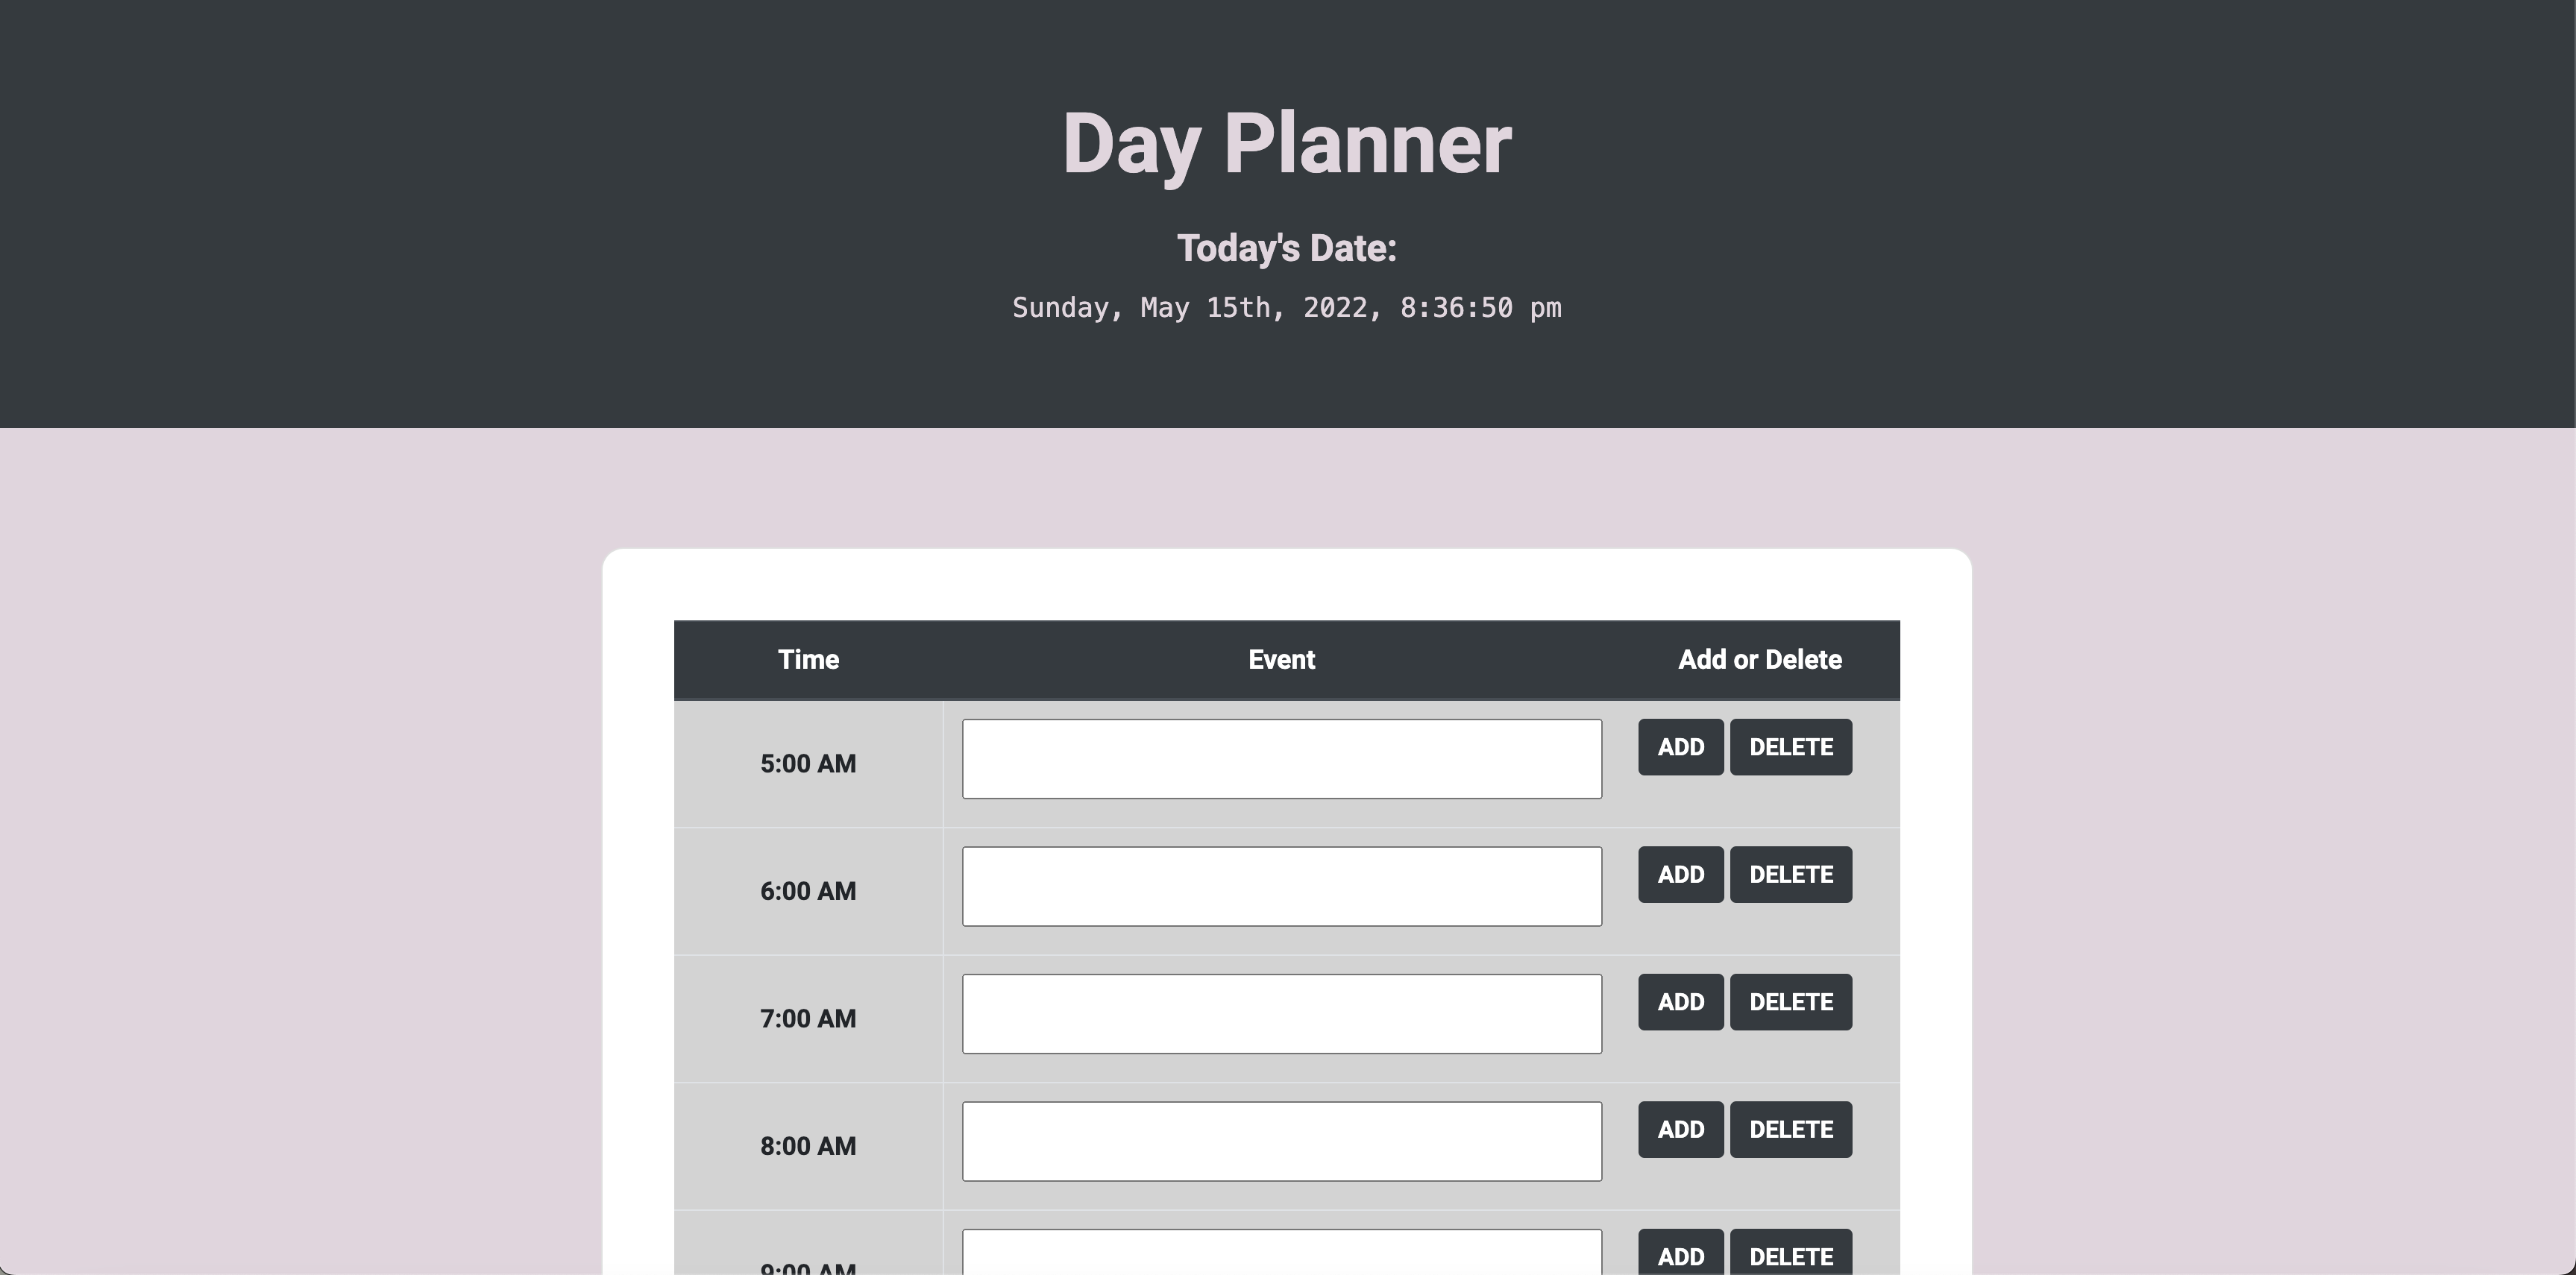 Day Planner
Today's Date:
Sunday, May 15th, 2022, 8:36:50 pm
Time Event Add or Delete
5:00 AM ADD DELETE
6:00 AM ADD DELETE
7:00 AM ADD DELETE
8:00 AM ADD DELETE
9:00 AM ADD DELETE